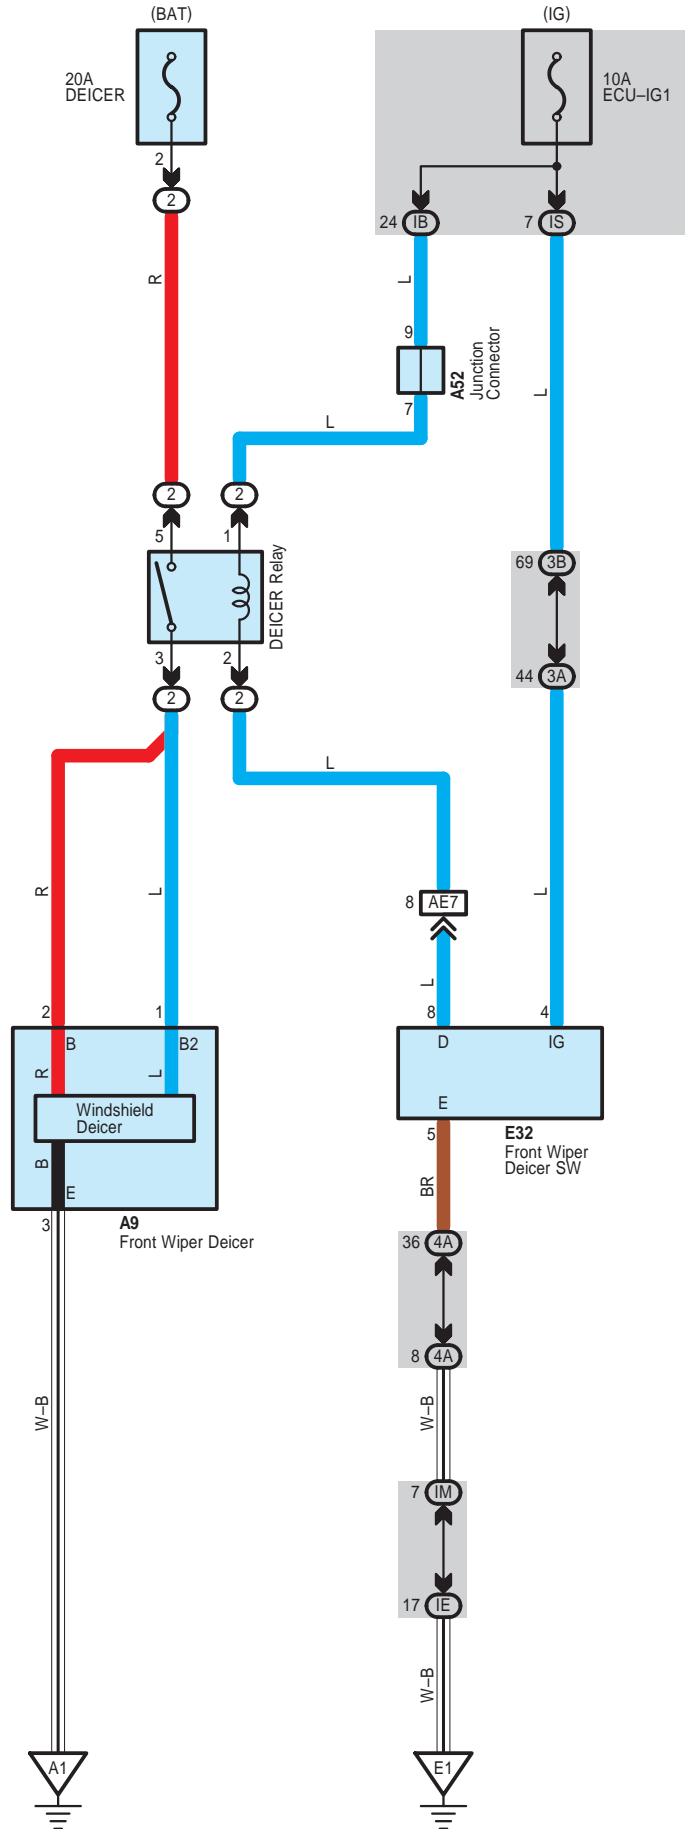 (BAT)
(IG)
20A
DEICER
10A
ECU–IG1
2
2
24 IB
7 IS
R
L
9
A52
Junction
Connector
7
L
L
2
2
5
1
DEICER Relay
69 3B
3
2
44 3A
2
2
L
R
L
8 AE7
L
L
2
1
8
4
B
B2
D
IG
R
L
Windshield
Deicer
E
B
E
5
E32
Front Wiper
Deicer SW
BR
3
A9
Front Wiper Deicer
36 4A
8 4A
W–B
W–B
7 IM
17 IE
W–B
A1
E1